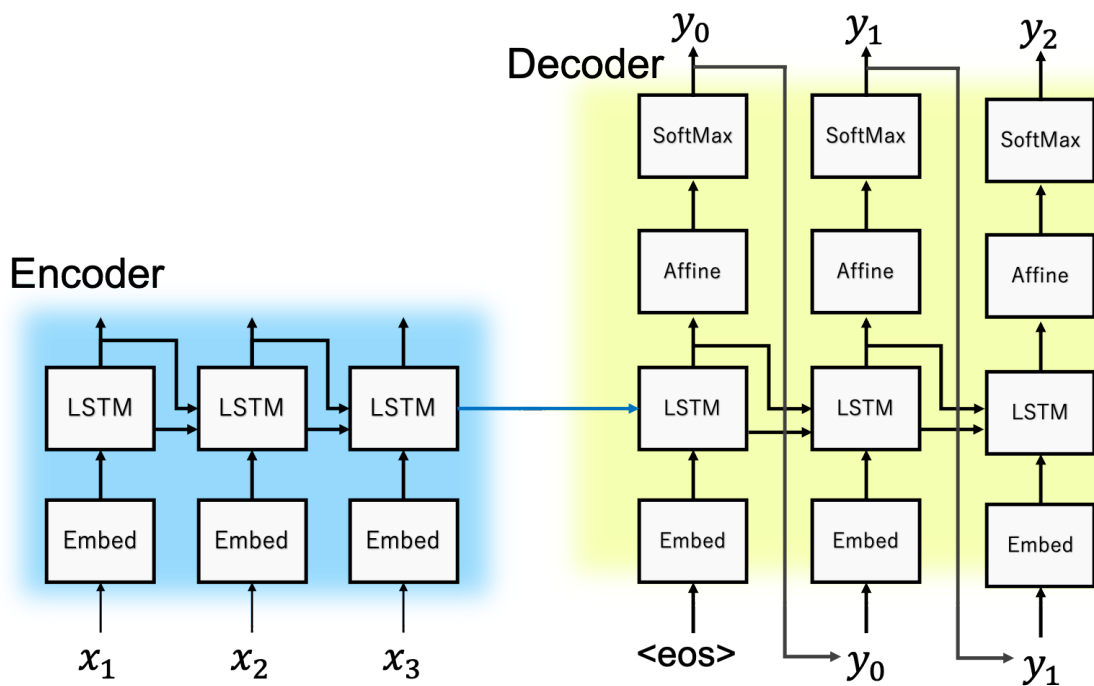 y₀ y₁ y₂
Decoder
SoftMax SoftMax SoftMax
Affine Affine Affine
Encoder
LSTM LSTM LSTM LSTM LSTM LSTM
Embed Embed Embed Embed Embed Embed
x₁ x₂ x₃ <eos> y₀ y₁